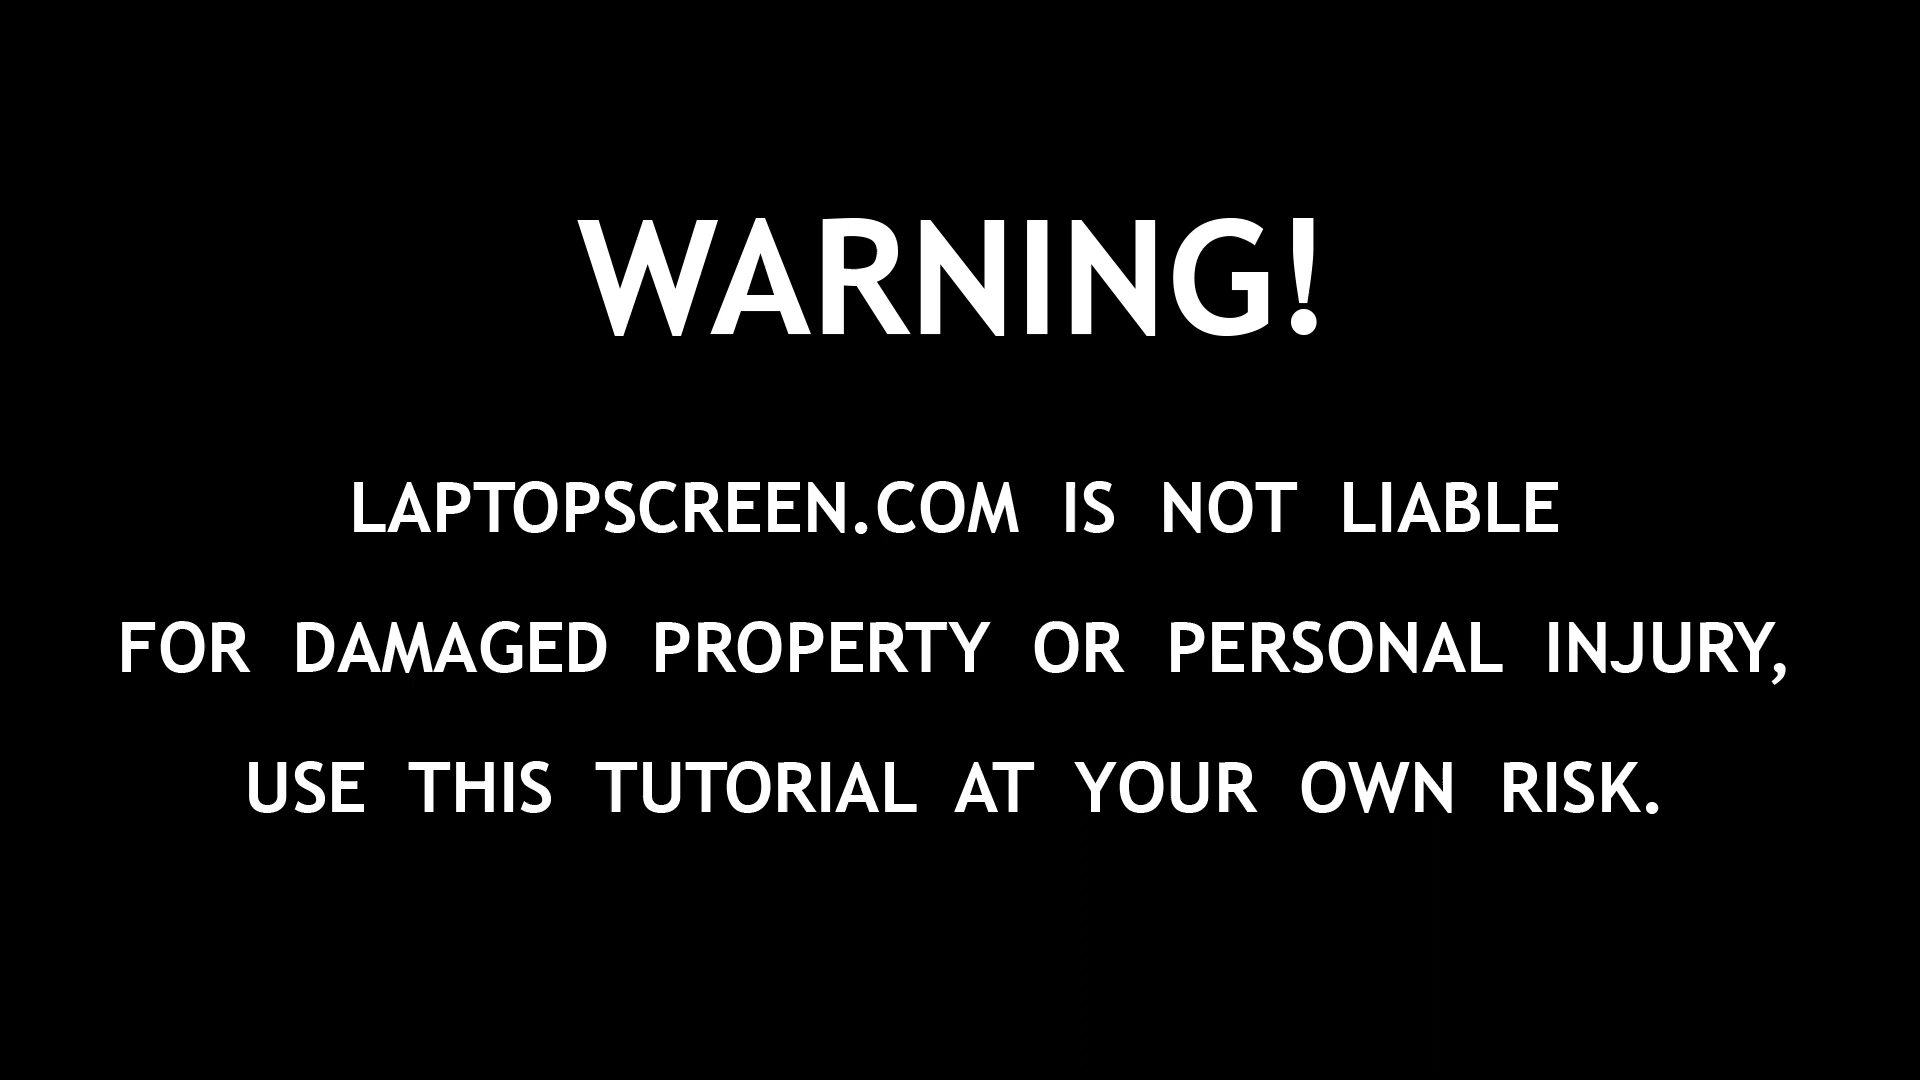 WARNING!
LAPTOPSCREEN.COM IS NOT LIABLE
FOR DAMAGED PROPERTY OR PERSONAL INJURY,
USE THIS TUTORIAL AT YOUR OWN RISK.